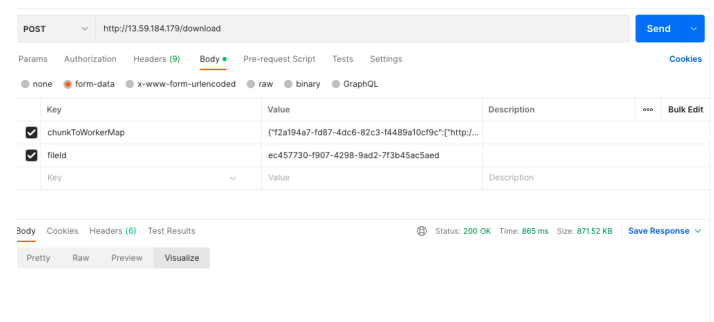 POST http://13.59.184.179/download Send
Params Authorization Headers (9) Body Pre-request Script Tests Settings Cookies
none form-data x-www-form-urlencoded raw binary GraphQL
Key Value Description ooo Bulk Edit
chunkToWorkerMap {"f2a194a7-fd87-4dc6-82c3-f4489a10cf9c":["http:/...
fileId ec457730-f907-4298-9ad2-7f3b45ac5aed
Key Value Description
Body Cookies Headers (6) Test Results Status: 200 OK Time: 865 ms Size: 871.52 KB Save Response
Pretty Raw Preview Visualize